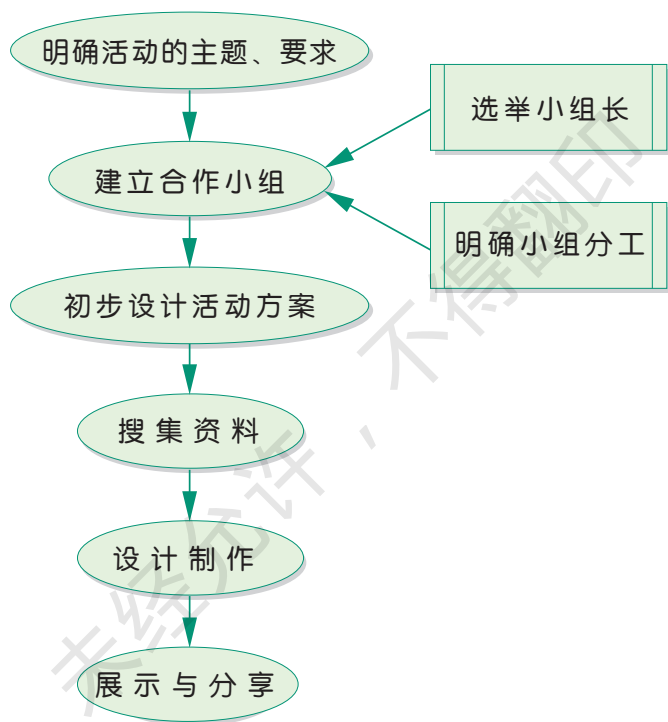 明确活动的主题、要求
选举小组长
建立合作小组
明确小组分工
初步设计活动方案
搜集资料
设计制作
展示与分享
未经允许，不得翻印